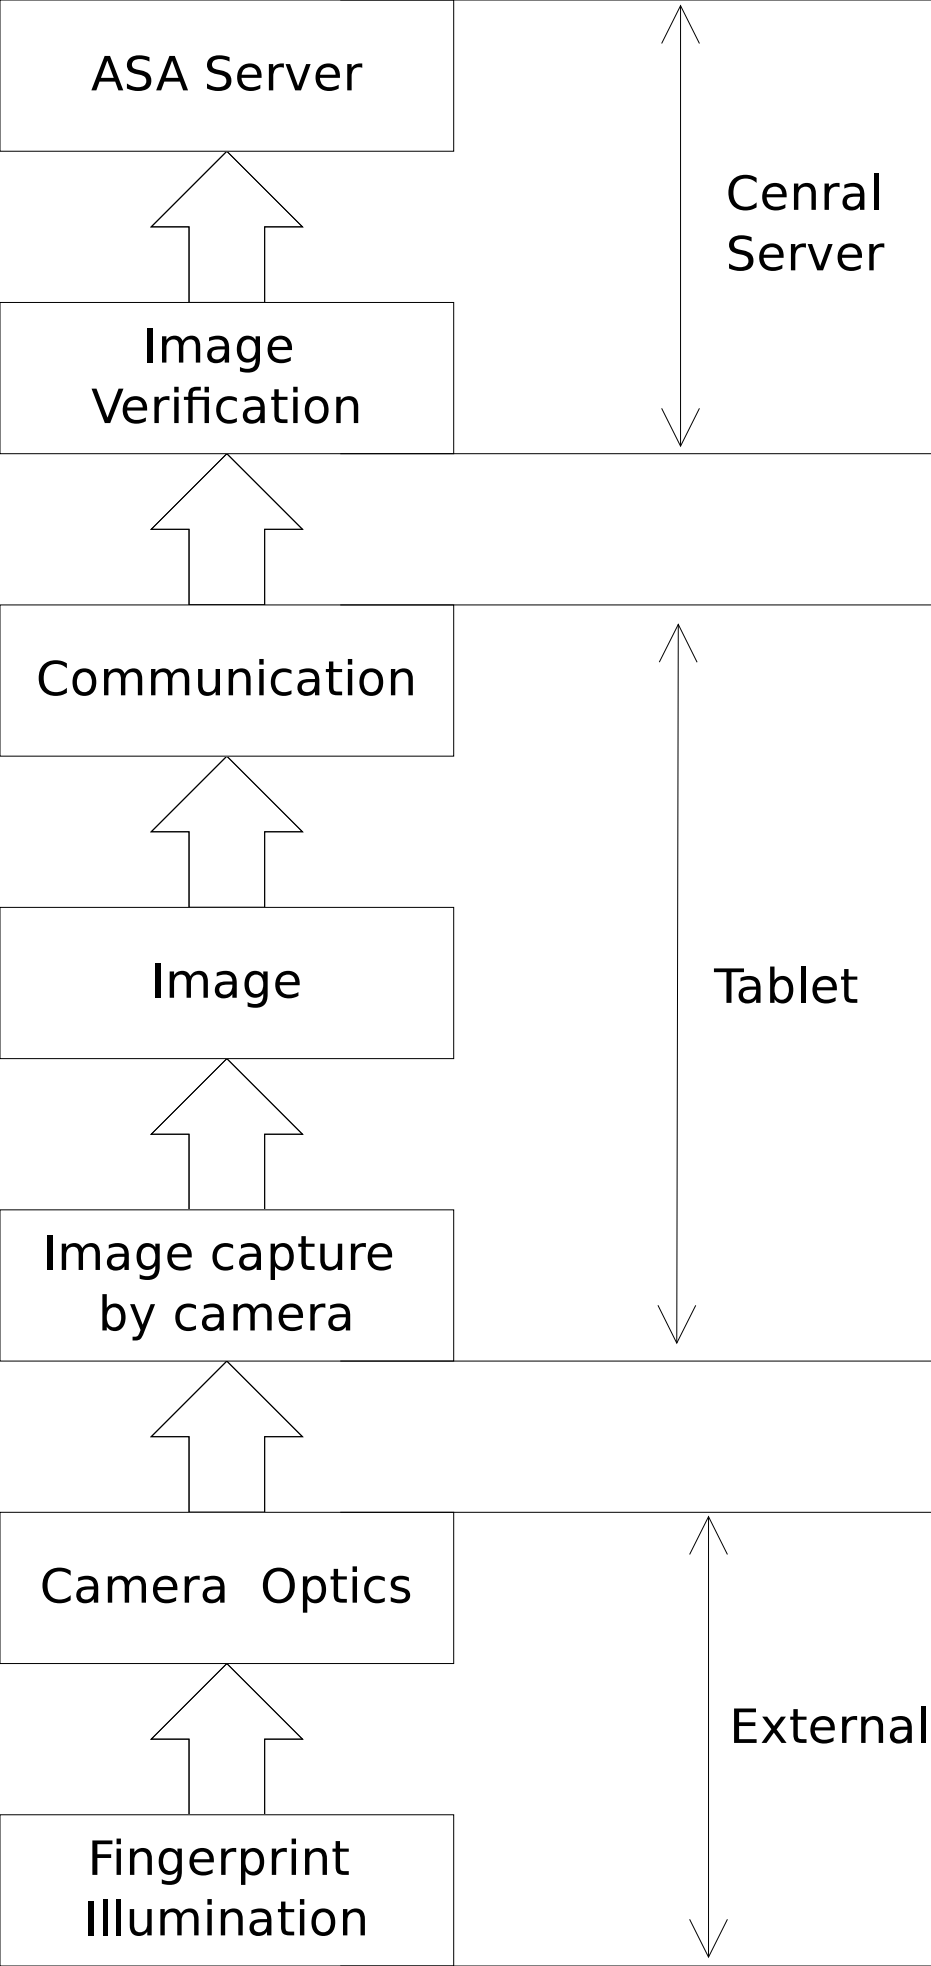 ASA Server
Cenral
Server
Image
Verification
Communication
Image
Tablet
Image capture
by camera
Camera  Optics
External
Fingerprint
Illumination